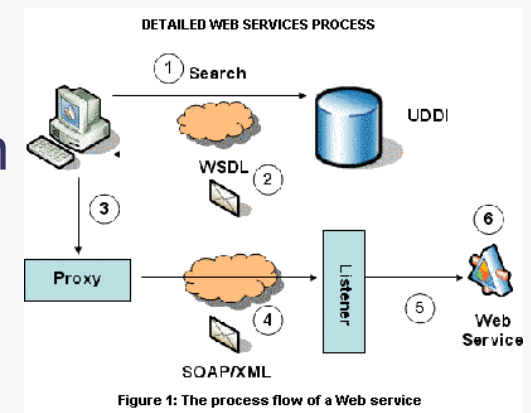 DETAILED WEB SERVICES PROCESS
1 Search
UDDI
WSDL 2
3
6
Proxy
Listener
4
5
Web
Service
SOAP/XML
Figure 1: The process flow of a Web service